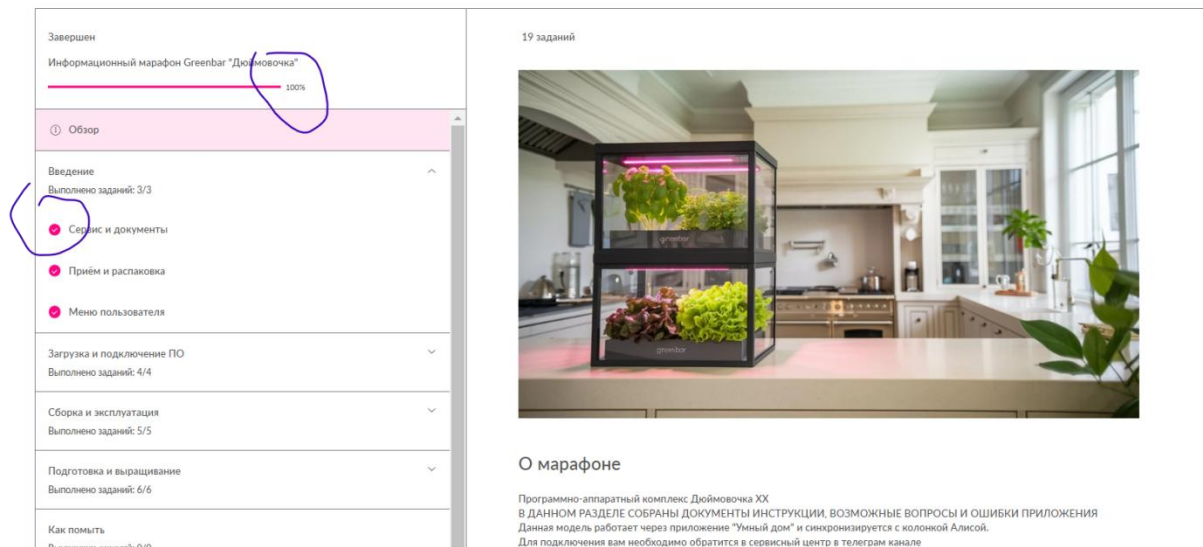 Завершен
Информационный марафон Greenbar "Дюймовочка"
100%
Обзор
Введение
Выполнено заданий: 3/3
Сервис и документы
Приём и распаковка
Меню пользователя
Загрузка и подключение ПО
Выполнено заданий: 4/4
Сборка и эксплуатация
Выполнено заданий: 5/5
Подготовка и выращивание
Выполнено заданий: 6/6
Как помыть
19 заданий
greenbar
greenbar
О марафоне
Программно-аппаратный комплекс Дюймовочка ХХ
В ДАННОМ РАЗДЕЛЕ СОБРАНЫ ДОКУМЕНТЫ ИНСТРУКЦИИ, ВОЗМОЖНЫЕ ВОПРОСЫ И ОШИБКИ ПРИЛОЖЕНИЯ
Данная модель работает через приложение "Умный дом" и синхронизируется с колонкой Алисой.
Для подключения вам необходимо обратится в сервисный центр в телеграм канале